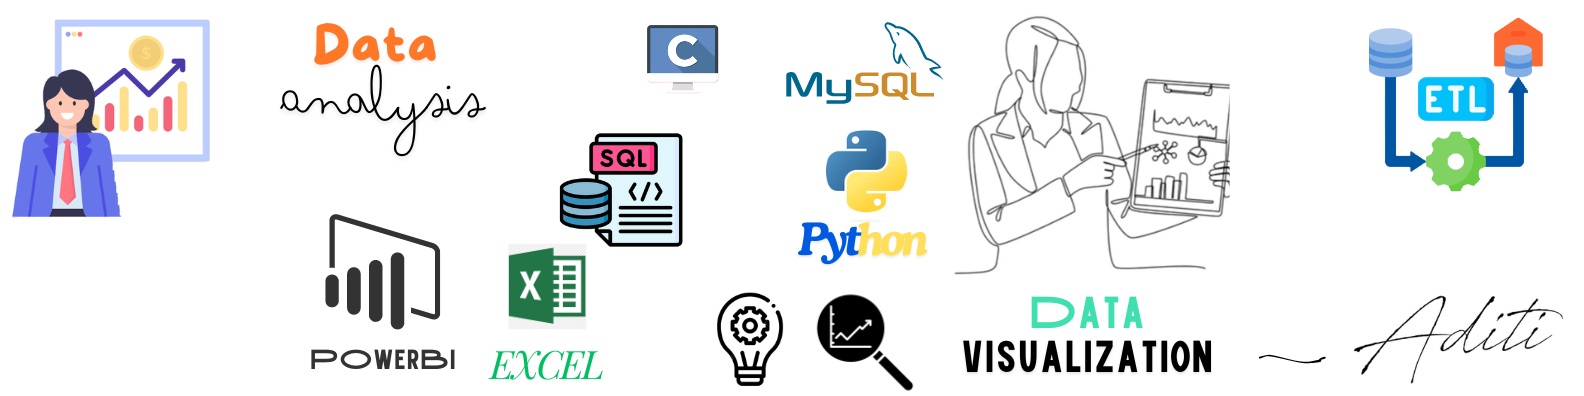 Data
analysis
C
MySQL
ETL
SQL
</>
Python
X
POWERBI
EXCEL
DATA
VISUALIZATION
~ Aditi